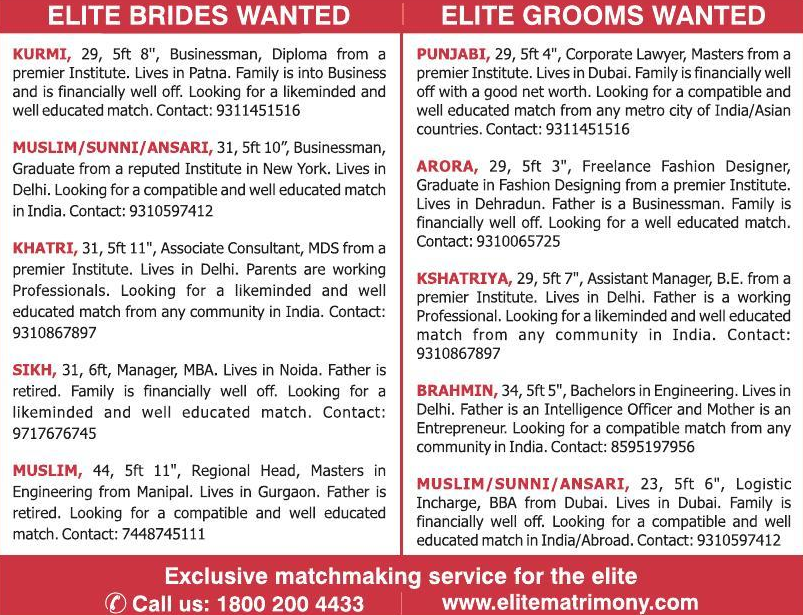 ELITE BRIDES WANTED
KURMI, 29, 5ft 8", Businessman, Diploma from a
premier Institute. Lives in Patna. Family is into Business
and is financially well off. Looking for a likeminded and
well educated match. Contact: 9311451516
MUSLIM/SUNNI/ANSARI, 31, 5ft 10”, Businessman,
Graduate from a reputed Institute in New York. Lives in
Delhi. Looking for a compatible and well educated match
in India. Contact: 9310597412
KHATRI, 31, 5ft 11", Associate Consultant, MDS from a
premier Institute. Lives in Delhi. Parents are working
Professionals. Looking for a likeminded and well
educated match from any community in India. Contact:
9310867897
SIKH, 31, 6ft, Manager, MBA. Lives in Noida. Father is
retired. Family is financially well off. Looking for a
likeminded and well educated match. Contact:
9717676745
MUSLIM, 44, 5ft 11", Regional Head, Masters in
Engineering from Manipal. Lives in Gurgaon. Father is
retired. Looking for a compatible and well educated
match. Contact: 7448745111
ELITE GROOMS WANTED
PUNJABI, 29, 5ft 4", Corporate Lawyer, Masters from a
premier Institute. Lives in Dubai. Family is financially well
off with a good net worth. Looking for a compatible and
well educated match from any metro city of India/Asian
countries. Contact: 9311451516
ARORA, 29, 5ft 3", Freelance Fashion Designer,
Graduate in Fashion Designing from a premier Institute.
Lives in Dehradun. Father is a Businessman. Family is
financially well off. Looking for a well educated match.
Contact: 9310065725
KSHATRIYA, 29, 5ft 7", Assistant Manager, B.E. from a
premier Institute. Lives in Delhi. Father is a working
Professional. Looking for a likeminded and well educated
match from any community in India. Contact:
9310867897
BRAHMIN, 34, 5ft 5", Bachelors in Engineering. Lives in
Delhi. Father is an Intelligence Officer and Mother is an
Entrepreneur. Looking for a compatible match from any
community in India. Contact: 8595197956
MUSLIM/SUNNI/ANSARI, 23, 5ft 6", Logistic
Incharge, BBA from Dubai. Lives in Dubai. Family is
financially well off. Looking for a compatible and well
educated match in India/Abroad. Contact: 9310597412
Exclusive matchmaking service for the elite
Call us: 1800 200 4433 www.elitematrimony.com